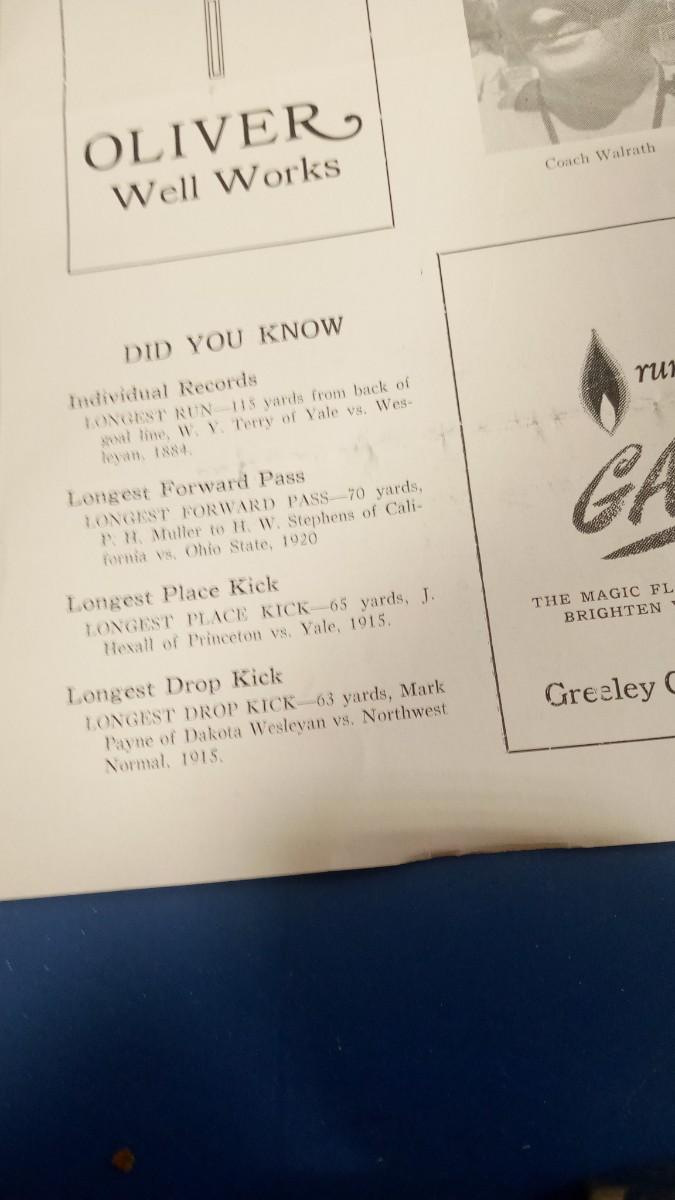 OLIVER
Well Works
Coach Walrath
DID YOU KNOW
Individual Records
LONGEST RUN—115 yards from back of
goal line, W. Y. Terry of Yale vs. Wes-
leyan, 1884.
Longest Forward Pass
LONGEST FORWARD PASS—70 yards,
P. H. Muller to H. W. Stephens of Cali-
fornia vs. Ohio State, 1920
Longest Place Kick
LONGEST PLACE KICK—65 yards, J.
Hexall of Princeton vs. Yale, 1915.
Longest Drop Kick
LONGEST DROP KICK—63 yards, Mark
Payne of Dakota Wesleyan vs. Northwest
Normal, 1915.
THE MAGIC
BRIGHTEN
Greeley